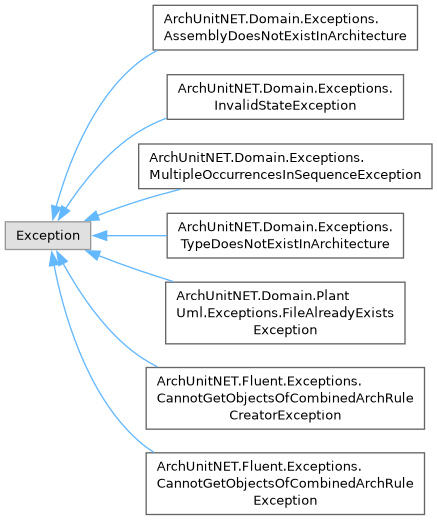 ArchUnitNET.Domain.Exceptions.
AssemblyDoesNotExistInArchitecture
ArchUnitNET.Domain.Exceptions.
InvalidStateException
ArchUnitNET.Domain.Exceptions.
MultipleOccurrencesInSequenceException
Exception
ArchUnitNET.Domain.Exceptions.
TypeDoesNotExistInArchitecture
ArchUnitNET.Domain.Plant
Uml.Exceptions.FileAlreadyExists
Exception
ArchUnitNET.Fluent.Exceptions.
CannotGetObjectsOfCombinedArchRule
CreatorException
ArchUnitNET.Fluent.Exceptions.
CannotGetObjectsOfCombinedArchRule
Exception